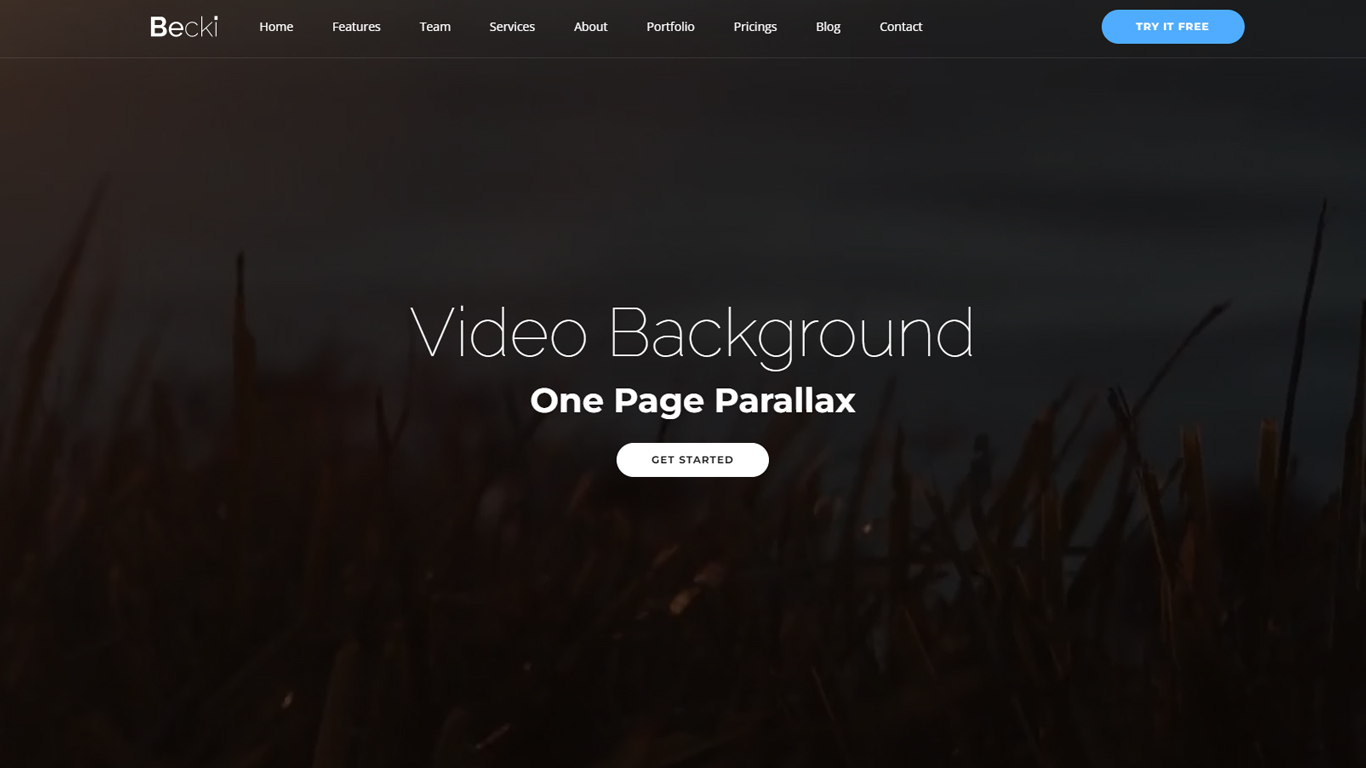 Becki Home Features Team Services About Portfolio Pricings Blog Contact TRY IT FREE
Video Background
One Page Parallax
GET STARTED